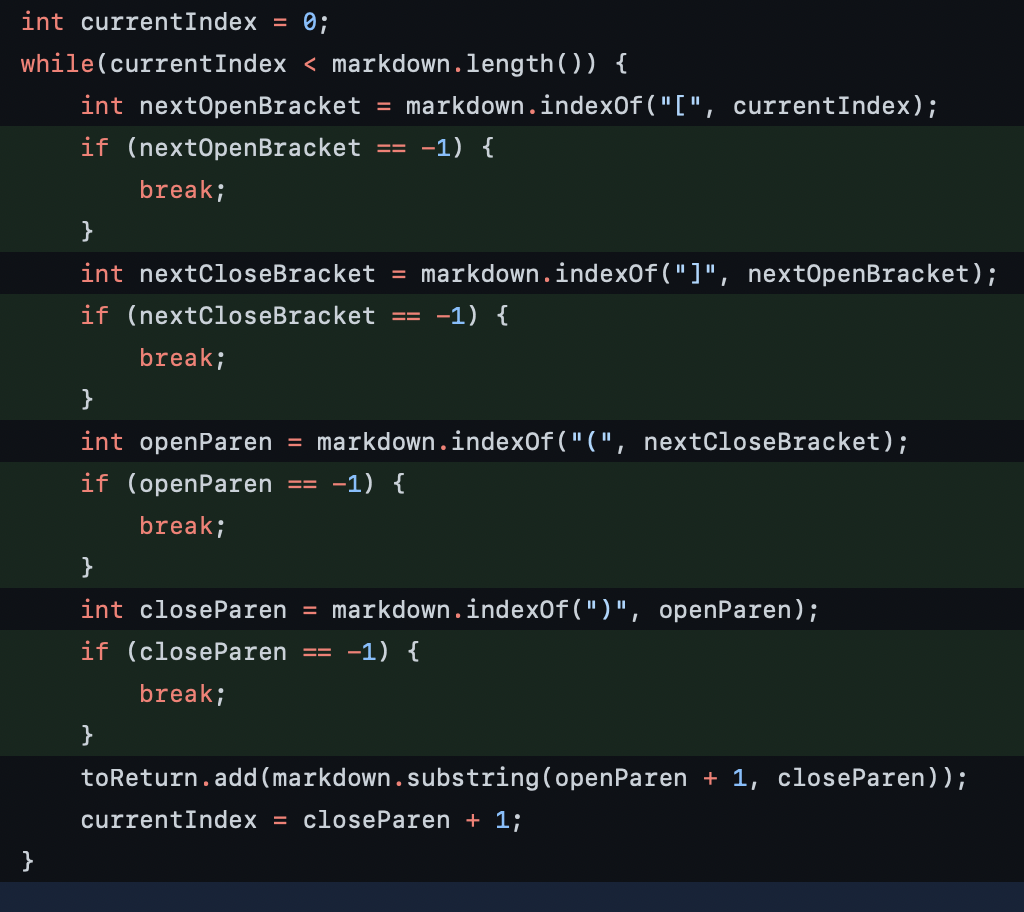 int currentIndex = 0;
while(currentIndex < markdown.length()) {
    int nextOpenBracket = markdown.indexOf("[", currentIndex);
    if (nextOpenBracket == -1) {
        break;
    }
    int nextCloseBracket = markdown.indexOf("]", nextOpenBracket);
    if (nextCloseBracket == -1) {
        break;
    }
    int openParen = markdown.indexOf("(", nextCloseBracket);
    if (openParen == -1) {
        break;
    }
    int closeParen = markdown.indexOf(")", openParen);
    if (closeParen == -1) {
        break;
    }
    toReturn.add(markdown.substring(openParen + 1, closeParen));
    currentIndex = closeParen + 1;
}